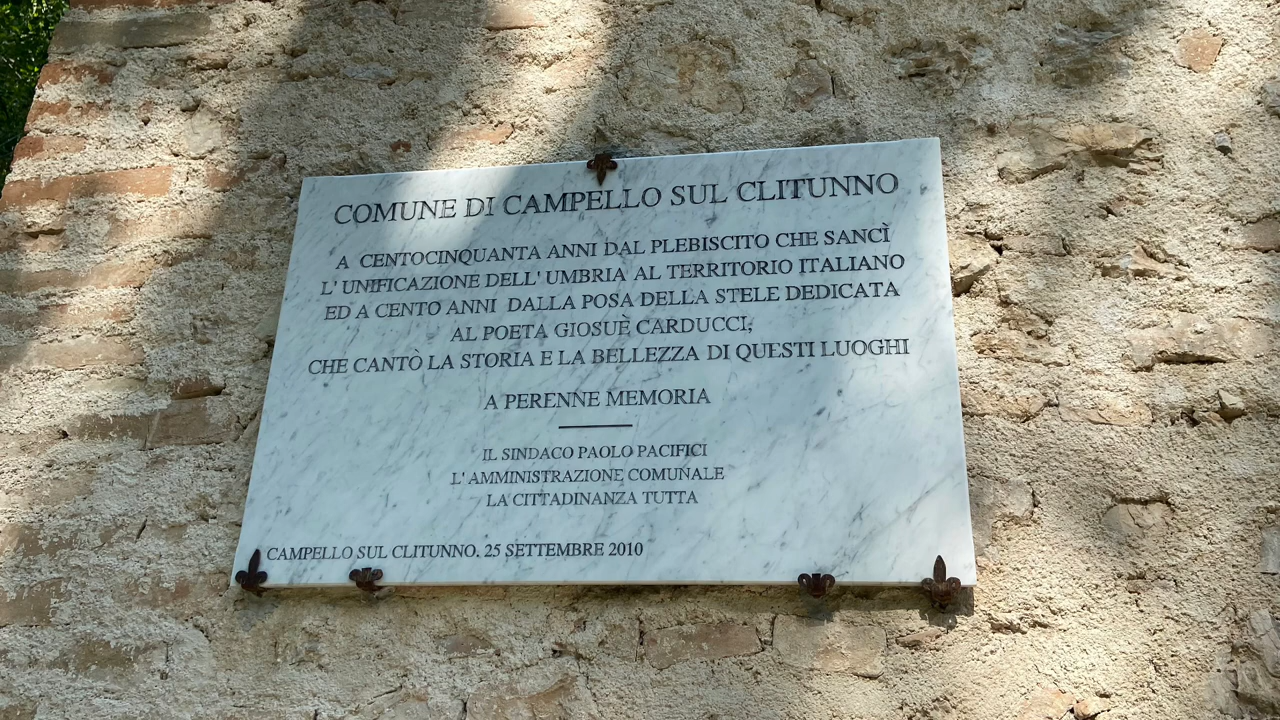 COMUNE DI CAMPELLO SUL CLITUNNO
A CENTOCINQUANTA ANNI DAL PLEBISCITO CHE SANCÌ
L' UNIFICAZIONE DELL' UMBRIA AL TERRITORIO ITALIANO
ED A CENTO ANNI DALLA POSA DELLA STELE DEDICATA
AL POETA GIOSUÈ CARDUCCI,
CHE CANTÒ LA STORIA E LA BELLEZZA DI QUESTI LUOGHI
A PERENNE MEMORIA
IL SINDACO PAOLO PACIFICI
L' AMMINISTRAZIONE COMUNALE
LA CITTADINANZA TUTTA
CAMPELLO SUL CLITUNNO, 25 SETTEMBRE 2010